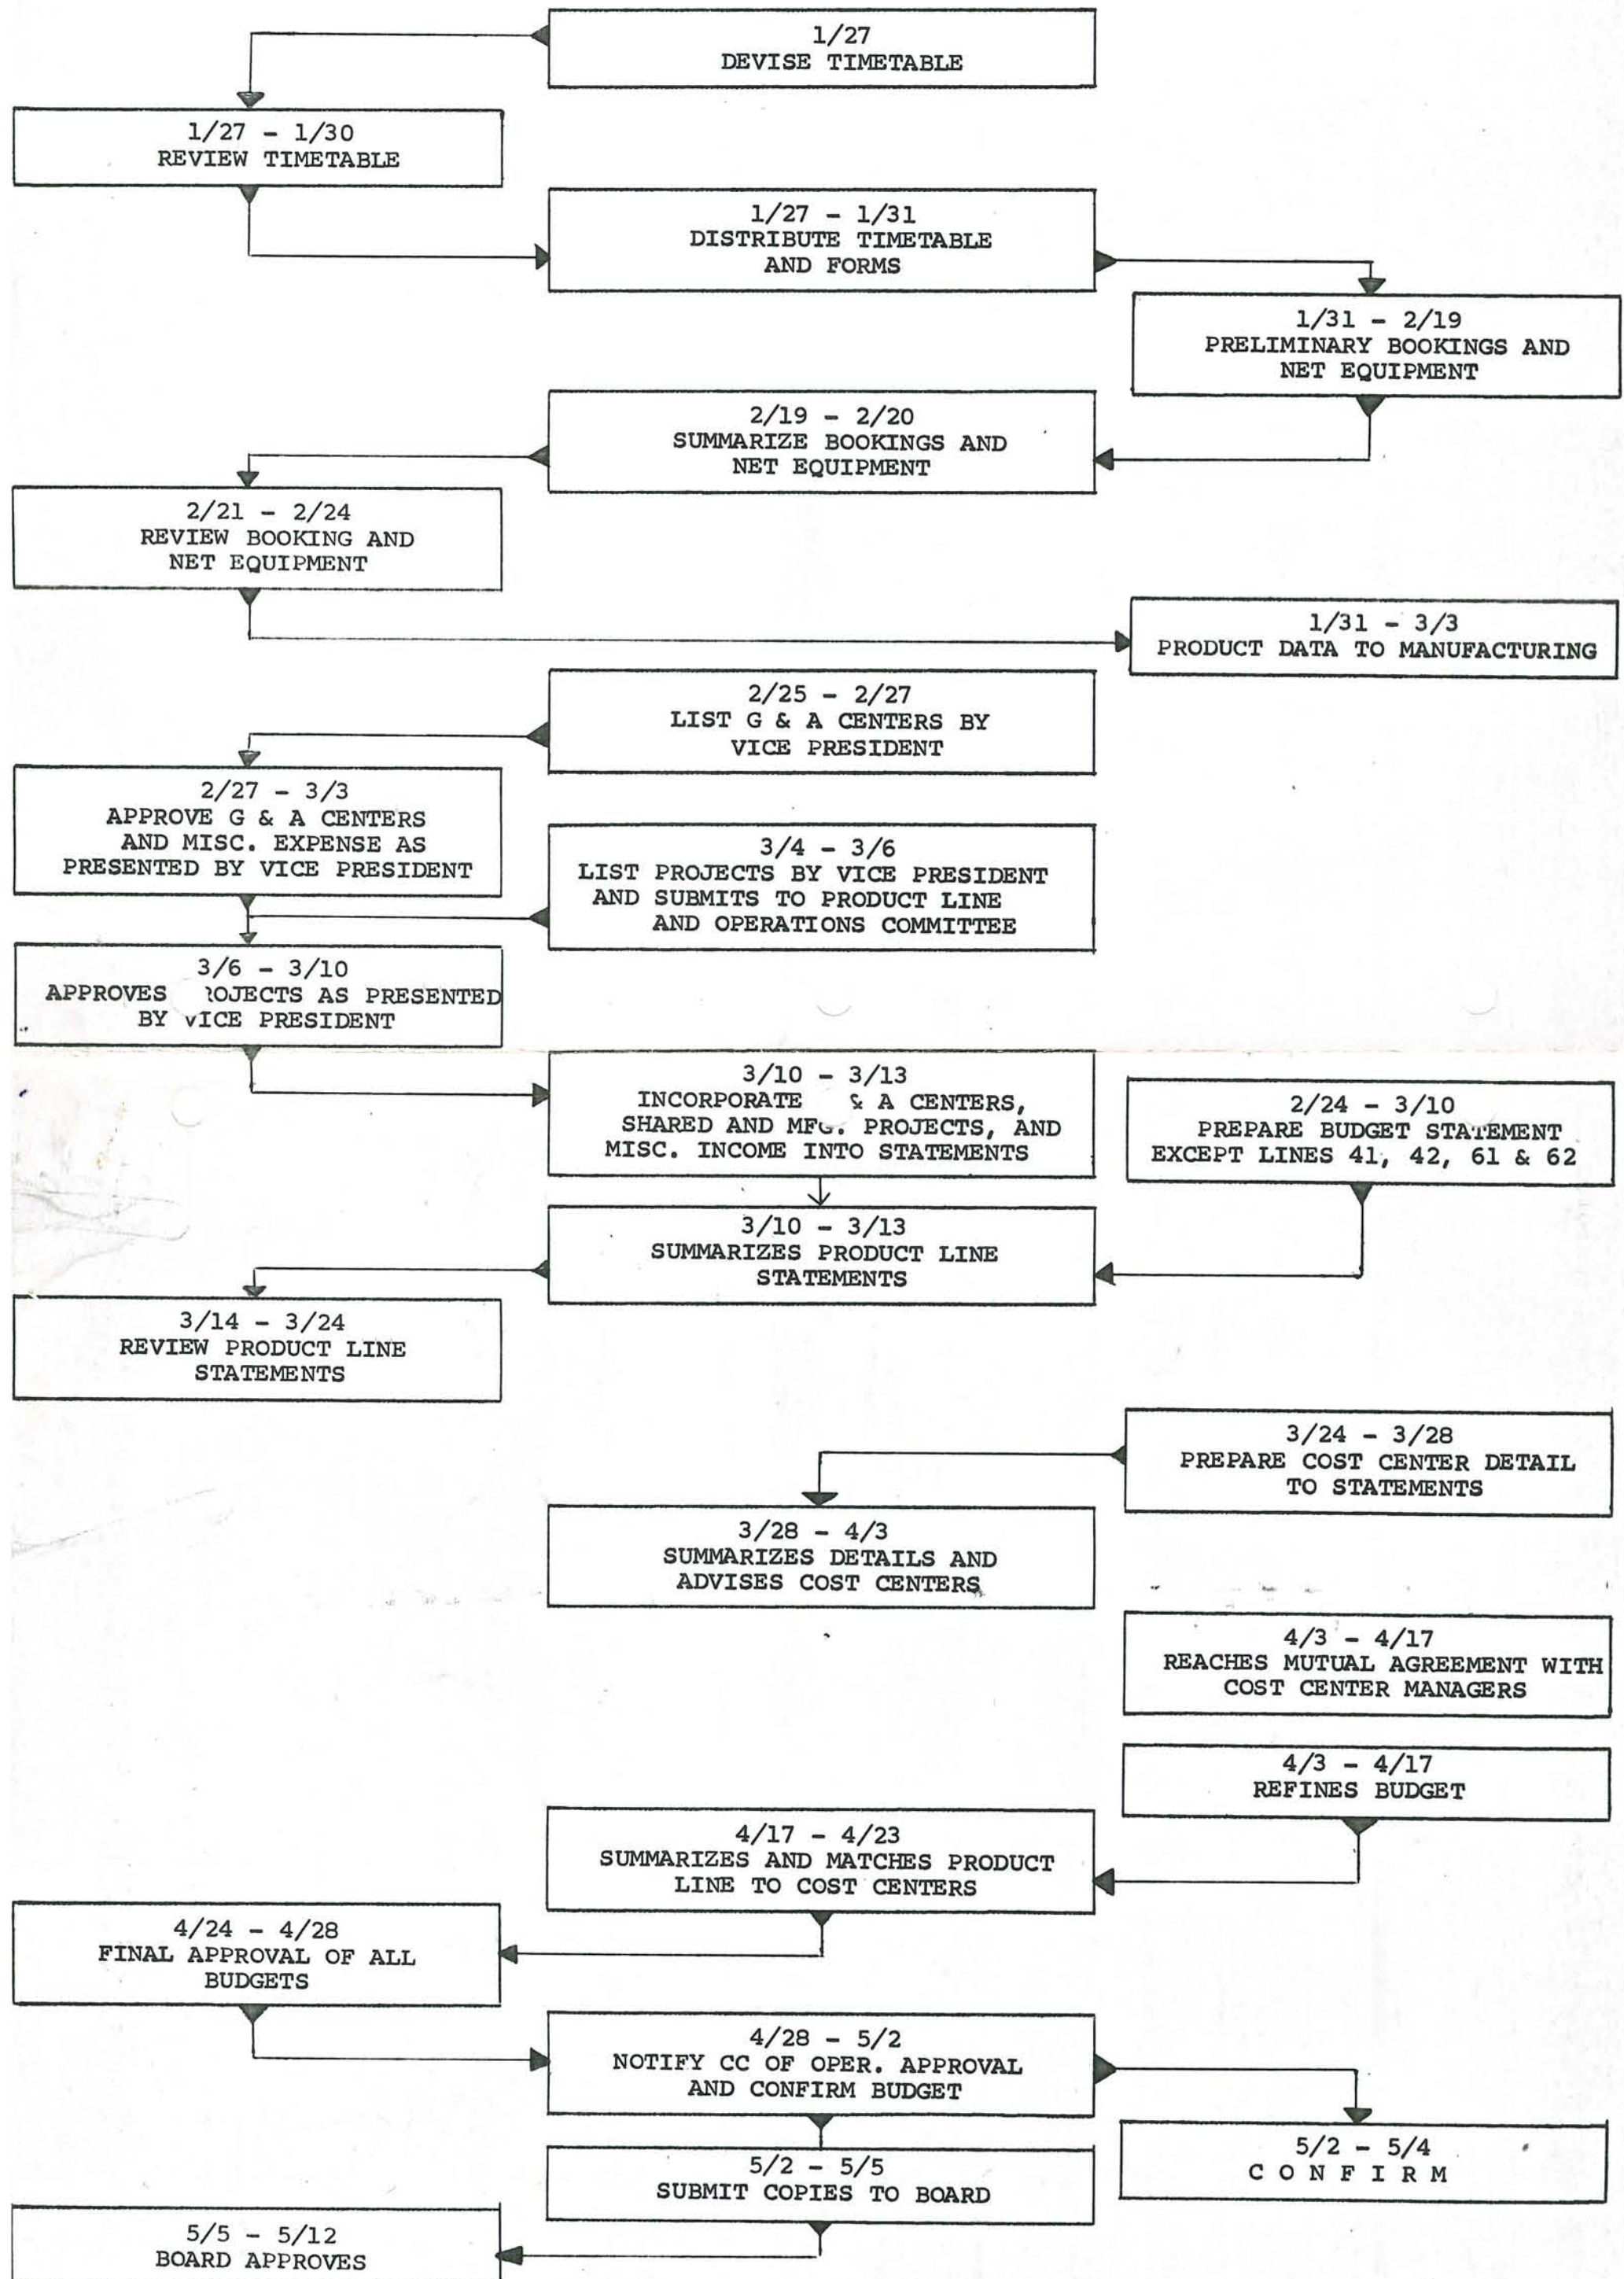 1/27
DEVISE TIMETABLE
1/27 - 1/30
REVIEW TIMETABLE
1/27 - 1/31
DISTRIBUTE TIMETABLE
AND FORMS
1/31 - 2/19
PRELIMINARY BOOKINGS AND
NET EQUIPMENT
2/19 - 2/20
SUMMARIZE BOOKINGS AND
NET EQUIPMENT
2/21 - 2/24
REVIEW BOOKING AND
NET EQUIPMENT
1/31 - 3/3
PRODUCT DATA TO MANUFACTURING
2/25 - 2/27
LIST G & A CENTERS BY
VICE PRESIDENT
2/27 - 3/3
APPROVE G & A CENTERS
AND MISC. EXPENSE AS
PRESENTED BY VICE PRESIDENT
3/4 - 3/6
LIST PROJECTS BY VICE PRESIDENT
AND SUBMITS TO PRODUCT LINE
AND OPERATIONS COMMITTEE
3/6 - 3/10
APPROVES AS PRESENTED
BY VICE PRESIDENT
3/10 - 3/13
INCORPORATE & A CENTERS,
SHARED AND MFG. PROJECTS, AND
MISC. INCOME INTO STATEMENTS
2/24 - 3/10
PREPARE BUDGET STATEMENT
EXCEPT LINES 41, 42, 61 & 62
3/10 - 3/13
SUMMARIZES PRODUCT LINE
STATEMENTS
3/14 - 3/24
REVIEW PRODUCT LINE
STATEMENTS
3/24 - 3/28
PREPARE COST CENTER DETAIL
TO STATEMENTS
3/28 - 4/3
SUMMARIZES DETAILS AND
ADVISES COST CENTERS
4/3 - 4/17
REACHES MUTUAL AGREEMENT WITH
COST CENTER MANAGERS
4/3 - 4/17
REFINES BUDGET
4/17 - 4/23
SUMMARIZES AND MATCHES PRODUCT
LINE TO COST CENTERS
4/24 - 4/28
FINAL APPROVAL OF ALL
BUDGETS
4/28 - 5/2
NOTIFY CC OF OPER. APPROVAL
AND CONFIRM BUDGET
5/2 - 5/4
C O N F I R M
5/2 - 5/5
SUBMIT COPIES TO BOARD
5/5 - 5/12
BOARD APPROVES